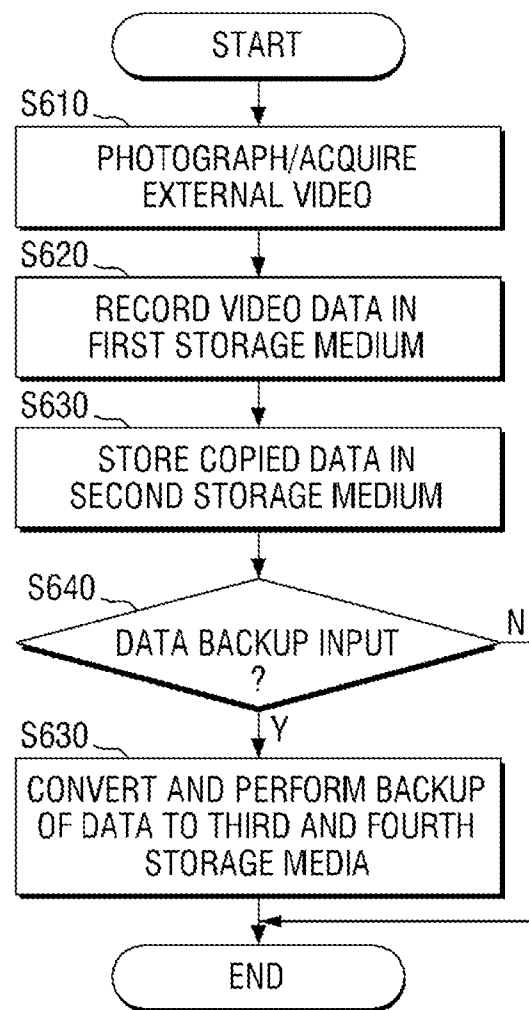 START
S610
PHOTOGRAPH/ACQUIRE
EXTERNAL VIDEO
S620
RECORD VIDEO DATA IN
FIRST STORAGE MEDIUM
S630
STORE COPIED DATA IN
SECOND STORAGE MEDIUM
S640
DATA BACKUP INPUT
?
N
Y
S630
CONVERT AND PERFORM BACKUP
OF DATA TO THIRD AND FOURTH
STORAGE MEDIA
END